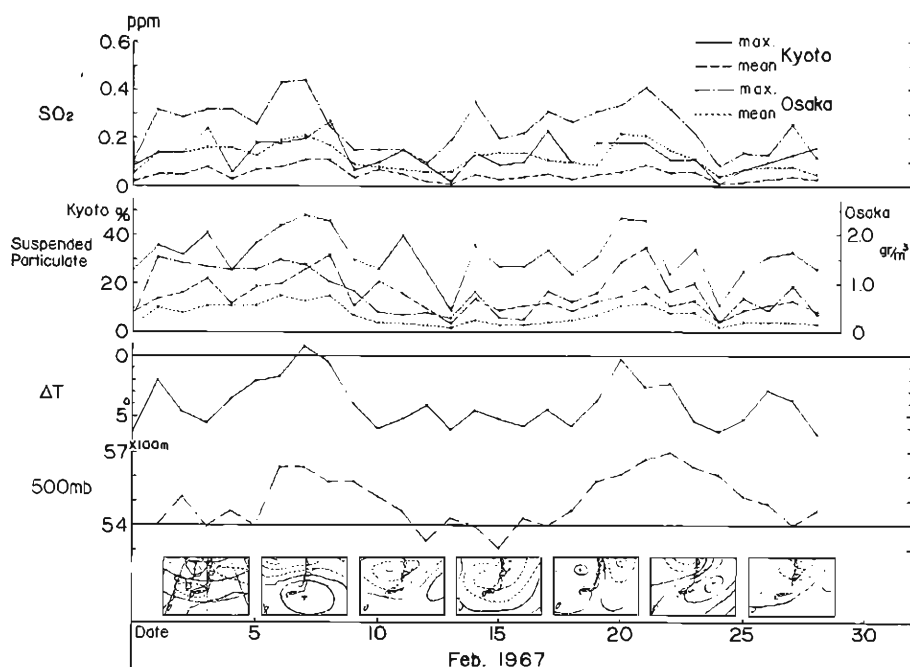 ppm
0.6
0.4
0.2
0
SO₂
max. Kyoto
mean
max. Osaka
mean
Kyoto %
40
20
0
Suspended
Particulate
Osaka
gr/m³
2.0
1.0
0
ΔT
0
5°
500mb
57 x100m
54
Date 5 10 15 20 25 30
Feb. 1967